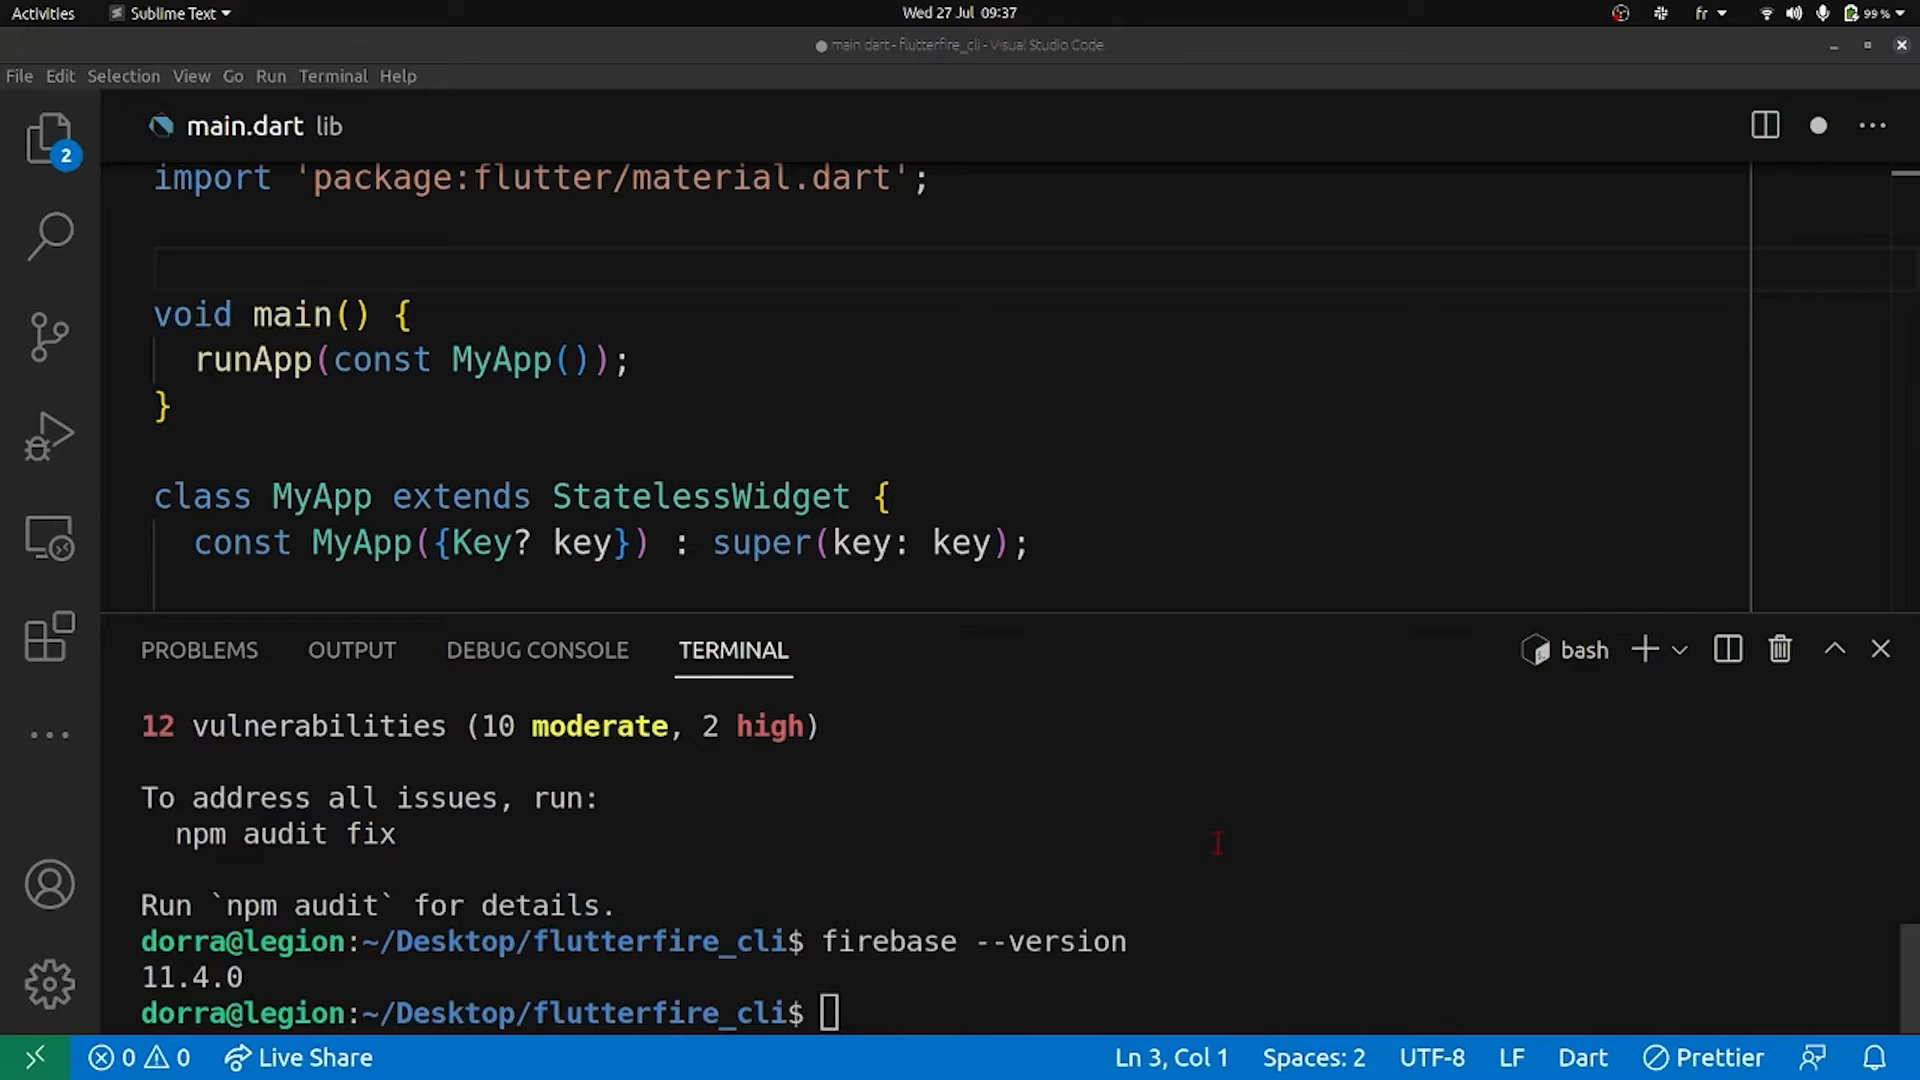 Activities
Sublime Text
Wed 27 Jul 09:37
fr
99 %
main.dart - flutterfire_cli - Visual Studio Code
File Edit Selection View Go Run Terminal Help
2
main.dart lib
import 'package:flutter/material.dart';
void main() {
runApp(const MyApp());
}
class MyApp extends StatelessWidget {
const MyApp({Key? key}) : super(key: key);
PROBLEMS OUTPUT DEBUG CONSOLE TERMINAL
bash
12 vulnerabilities (10 moderate, 2 high)
To address all issues, run:
npm audit fix
Run `npm audit` for details.
dorra@legion:~/Desktop/flutterfire_cli$ firebase --version
11.4.0
dorra@legion:~/Desktop/flutterfire_cli$
0 0 Live Share
Ln 3, Col 1 Spaces: 2 UTF-8 LF Dart Prettier